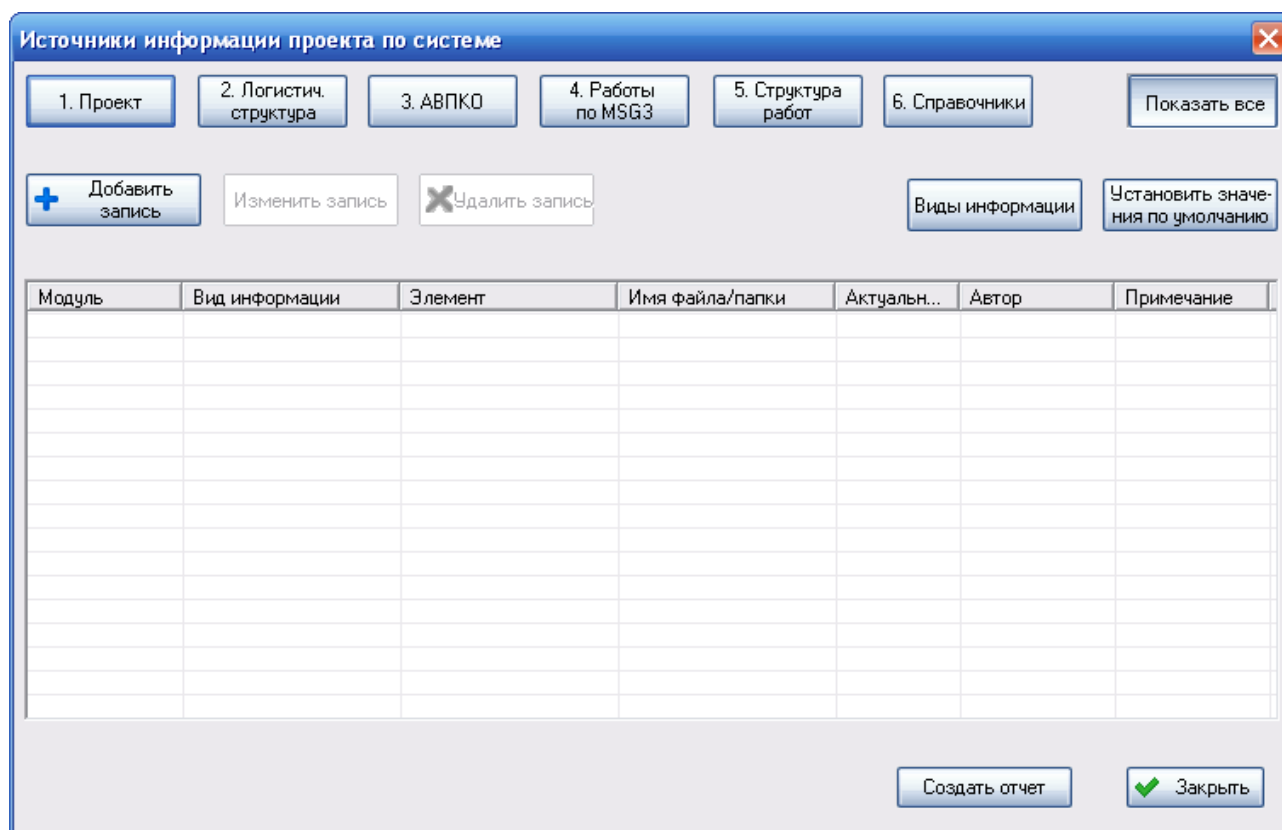 Источники информации проекта по системе
1. Проект
2. Логистич.
структура
3. АВПКО
4. Работы
по MSG3
5. Структура
работ
6. Справочники
Показать все
Добавить
запись
Изменить запись
Удалить запись
Виды информации
Установить значе-
ния по умолчанию
Модуль Вид информации Элемент Имя файла/папки Актуальн... Автор Примечание
Создать отчет
Закрыть